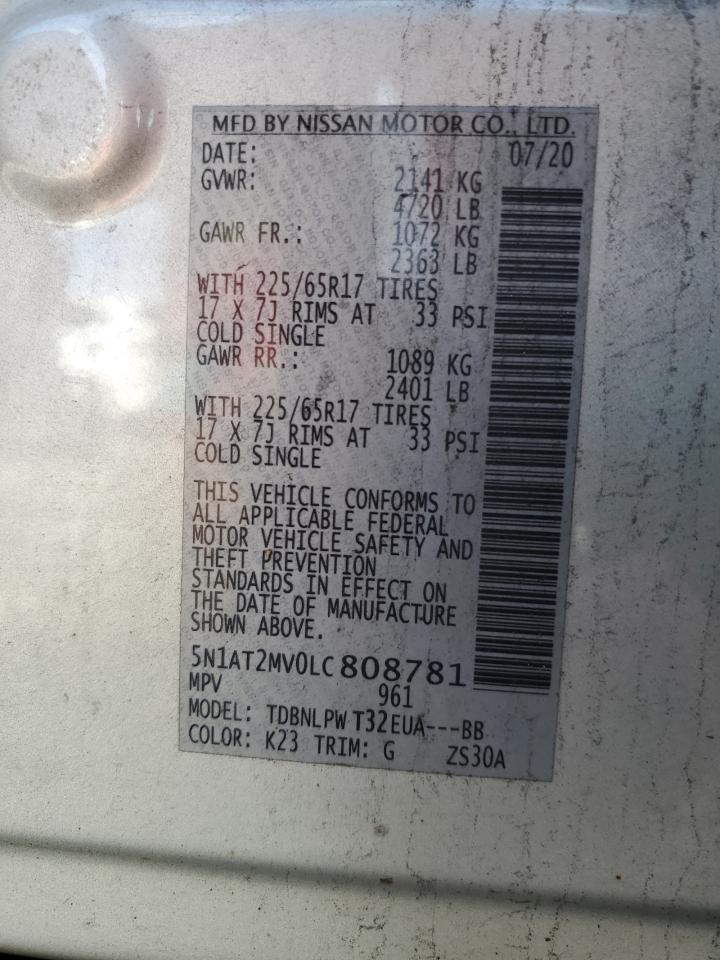 MFD BY NISSAN MOTOR CO., LTD.
DATE: 07/20
GVWR: 2141 KG
4720 LB
GAWR FR.: 1072 KG
2363 LB
WITH 225/65R17 TIRES
17 X 7J RIMS AT 33 PSI
COLD SINGLE
GAWR RR.: 1089 KG
2401 LB
WITH 225/65R17 TIRES
17 X 7J RIMS AT 33 PSI
COLD SINGLE
THIS VEHICLE CONFORMS TO
ALL APPLICABLE FEDERAL
MOTOR VEHICLE SAFETY AND
THEFT PREVENTION
STANDARDS IN EFFECT ON
THE DATE OF MANUFACTURE
SHOWN ABOVE.
5N1AT2MV0LC808781
MPV 961
MODEL: TDBNLPW T32EUA---BB
COLOR: K23 TRIM: G ZS30A